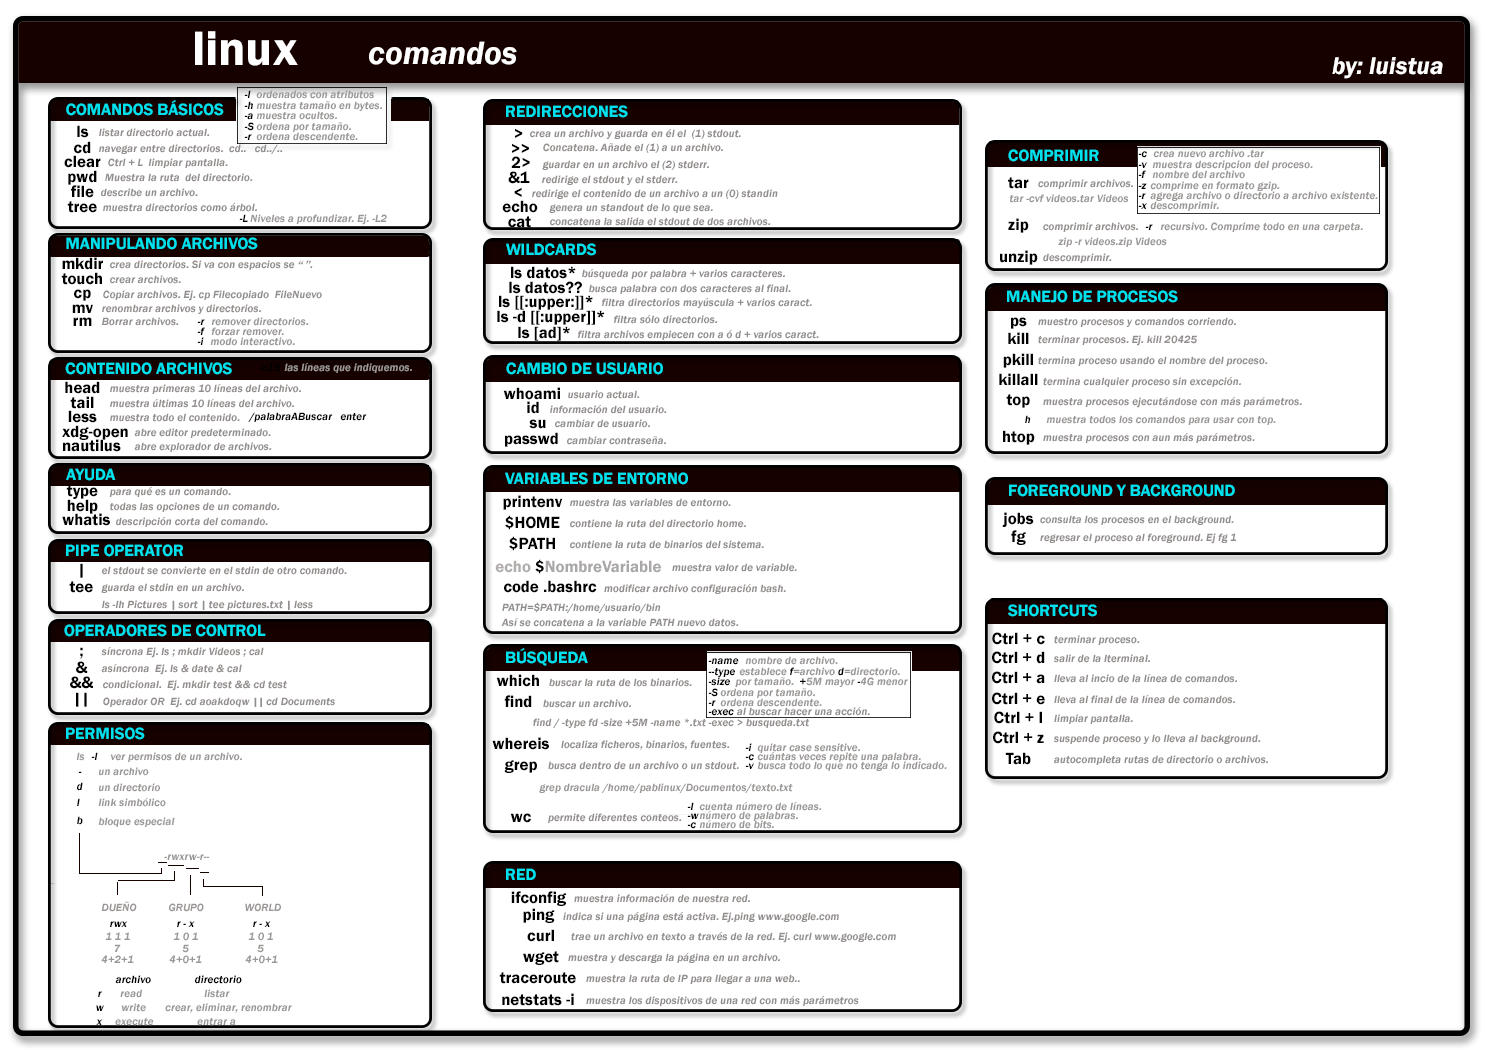 linux comandos
by: luistua
COMANDOS BÁSICOS
-l ordenados con atributos
-h muestra tamaño en bytes.
-a muestra ocultos.
-S ordena por tamaño.
-r ordena descendente.
ls listar directorio actual.
cd navegar entre directorios. cd.. cd../..
clear Ctrl + L limpiar pantalla.
pwd Muestra la ruta del directorio.
file describe un archivo.
tree muestra directorios como árbol.
-L Niveles a profundizar. Ej. -L2
MANIPULANDO ARCHIVOS
mkdir crea directorios. Si va con espacios se “ ”.
touch crear archivos.
cp Copiar archivos. Ej. cp Filecopiado FileNuevo
mv renombrar archivos y directorios.
rm Borrar archivos. -r remover directorios.
-f forzar remover.
-i modo interactivo.
CONTENIDO ARCHIVOS
las líneas que indiquemos.
head muestra primeras 10 líneas del archivo.
tail muestra últimas 10 líneas del archivo.
less muestra todo el contenido. /palabraABuscar enter
xdg-open abre editor predeterminado.
nautilus abre explorador de archivos.
AYUDA
type para qué es un comando.
help todas las opciones de un comando.
whatis descripción corta del comando.
PIPE OPERATOR
| el stdout se convierte en el stdin de otro comando.
tee guarda el stdin en un archivo.
ls -lh Pictures | sort | tee pictures.txt | less
OPERADORES DE CONTROL
; síncrona Ej. ls ; mkdir Videos ; cal
& asíncrona Ej. ls & date & cal
&& condicional. Ej. mkdir test && cd test
|| Operador OR Ej. cd aoakdoqw || cd Documents
PERMISOS
ls -l ver permisos de un archivo.
- un archivo
d un directorio
l link simbólico
b bloque especial
-rwxrw-r--
DUEÑO GRUPO WORLD
rwx r - x r - x
1 1 1 1 0 1 1 0 1
7 5 5
4+2+1 4+0+1 4+0+1
archivo directorio
r read listar
w write crear, eliminar, renombrar
x execute entrar a
REDIRECCIONES
> crea un archivo y guarda en él el (1) stdout.
>> Concatena. Añade el (1) a un archivo.
2> guardar en un archivo el (2) stderr.
&1 redirige el stdout y el stderr.
< redirige el contenido de un archivo a un (0) standin
echo genera un standout de lo que sea.
cat concatena la salida el stdout de dos archivos.
WILDCARDS
ls datos* búsqueda por palabra + varios caracteres.
ls datos?? busca palabra con dos caracteres al final.
ls [[:upper:]]* filtra directorios mayúscula + varios caract.
ls -d [[:upper]]* filtra sólo directorios.
ls [ad]* filtra archivos empiecen con a ó d + varios caract.
CAMBIO DE USUARIO
whoami usuario actual.
id información del usuario.
su cambiar de usuario.
passwd cambiar contraseña.
VARIABLES DE ENTORNO
printenv muestra las variables de entorno.
$HOME contiene la ruta del directorio home.
$PATH contiene la ruta de binarios del sistema.
echo $NombreVariable muestra valor de variable.
code .bashrc modificar archivo configuración bash.
PATH=$PATH:/home/usuario/bin
Así se concatena a la variable PATH nuevo datos.
BÚSQUEDA
-name nombre de archivo.
--type establece f=archivo d=directorio.
-size por tamaño. +5M mayor -4G menor
-S ordena por tamaño.
-r ordena descendente.
-exec al buscar hacer una acción.
which buscar la ruta de los binarios.
find buscar un archivo.
find / -type fd -size +5M -name *.txt -exec > busqueda.txt
whereis localiza ficheros, binarios, fuentes.
-i quitar case sensitive.
-c cuántas veces repite una palabra.
grep busca dentro de un archivo o un stdout. -v busca todo lo que no tenga lo indicado.
grep dracula /home/pablinux/Documentos/texto.txt
-l cuenta número de líneas.
wc permite diferentes conteos. -w número de palabras.
-c número de bits.
RED
ifconfig muestra información de nuestra red.
ping indica si una página está activa. Ej.ping www.google.com
curl trae un archivo en texto a través de la red. Ej. curl www.google.com
wget muestra y descarga la página en un archivo.
traceroute muestra la ruta de IP para llegar a una web..
netstats -i muestra los dispositivos de una red con más parámetros
COMPRIMIR
-c crea nuevo archivo .tar
-v muestra descripcion del proceso.
-f nombre del archivo
-z comprime en formato gzip.
-r agrega archivo o directorio a archivo existente.
-x descomprimir.
tar comprimir archivos.
tar -cvf videos.tar Videos
zip comprimir archivos. -r recursivo. Comprime todo en una carpeta.
zip -r videos.zip Videos
unzip descomprimir.
MANEJO DE PROCESOS
ps muestro procesos y comandos corriendo.
kill terminar procesos. Ej. kill 20425
pkill termina proceso usando el nombre del proceso.
killall termina cualquier proceso sin excepción.
top muestra procesos ejecutándose con más parámetros.
h muestra todos los comandos para usar con top.
htop muestra procesos con aun más parámetros.
FOREGROUND Y BACKGROUND
jobs consulta los procesos en el background.
fg regresar el proceso al foreground. Ej fg 1
SHORTCUTS
Ctrl + c terminar proceso.
Ctrl + d salir de la lterminal.
Ctrl + a lleva al incio de la línea de comandos.
Ctrl + e lleva al final de la línea de comandos.
Ctrl + l limpiar pantalla.
Ctrl + z suspende proceso y lo lleva al background.
Tab autocompleta rutas de directorio o archivos.